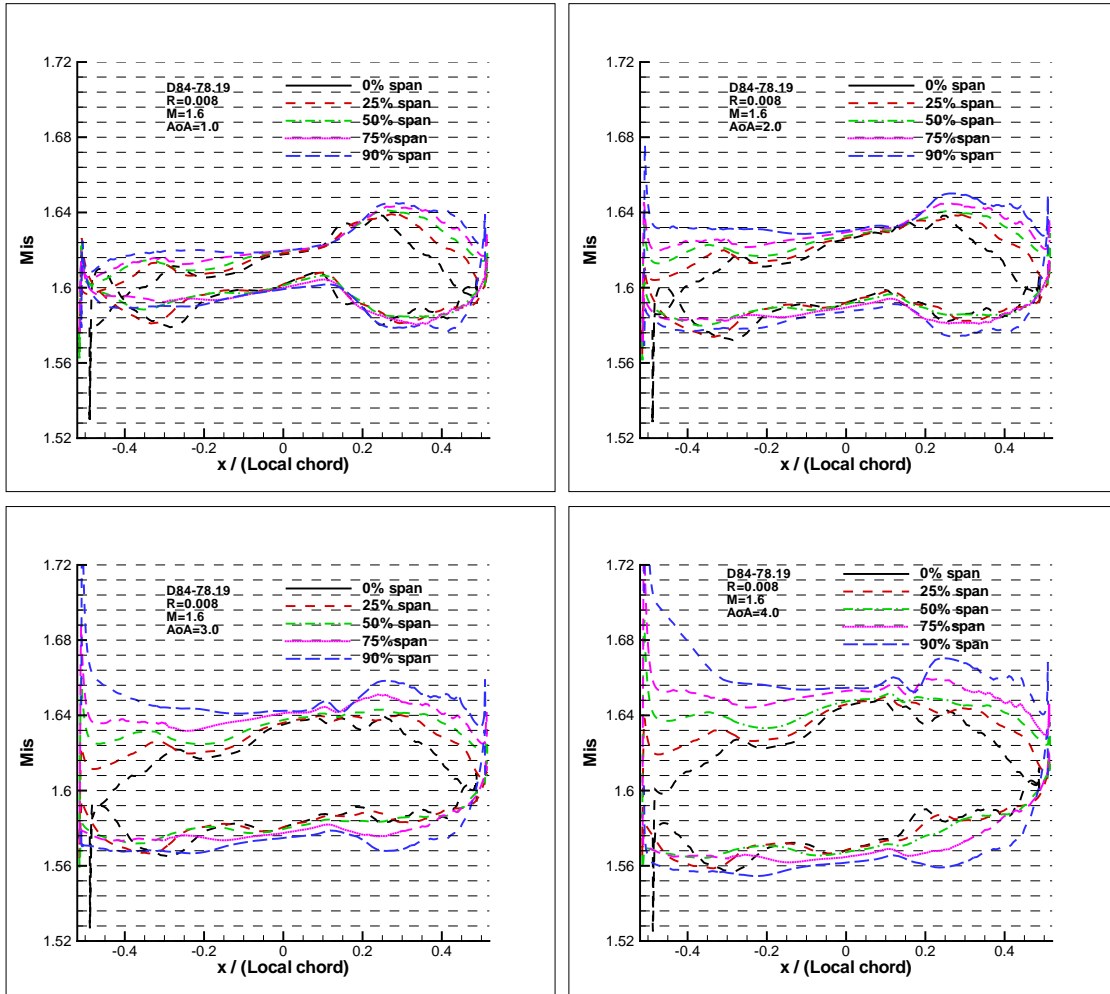 1.72
D84-78.19
R=0.008
M=1.6
AoA=1.0
0% span
25% span
50% span
75%span
90% span
1.68
1.64
Mis
1.6
1.56
1.52
-0.4
-0.2
0
0.2
0.4
x / (Local chord)
1.72
D84-78.19
R=0.008
M=1.6
AoA=2.0
0% span
25% span
50% span
75%span
90% span
1.68
1.64
Mis
1.6
1.56
1.52
-0.4
-0.2
0
0.2
0.4
x / (Local chord)
1.72
D84-78.19
R=0.008
M=1.6
AoA=3.0
0% span
25% span
50% span
75%span
90% span
1.68
1.64
Mis
1.6
1.56
1.52
-0.4
-0.2
0
0.2
0.4
x / (Local chord)
1.72
D84-78.19
R=0.008
M=1.6
AoA=4.0
0% span
25% span
50% span
75%span
90% span
1.68
1.64
Mis
1.6
1.56
1.52
-0.4
-0.2
0
0.2
0.4
x / (Local chord)